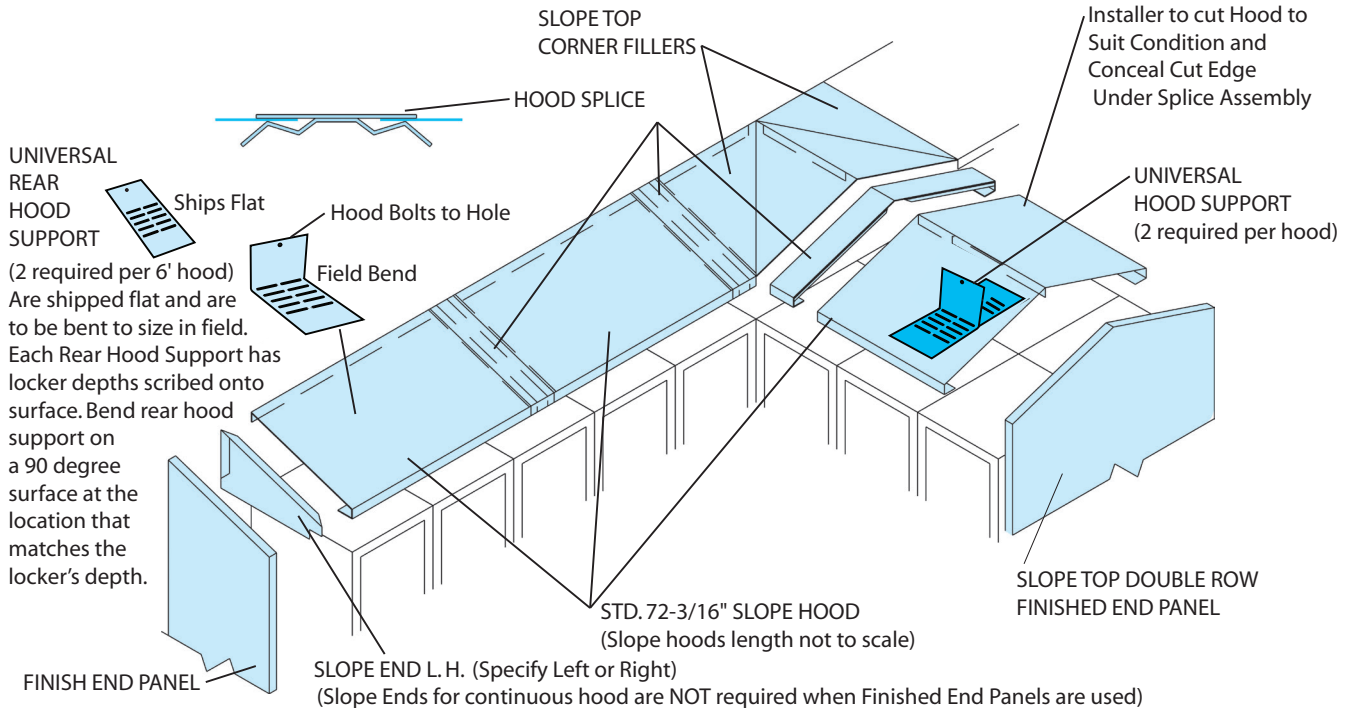 SLOPE TOP
CORNER FILLERS
Installer to cut Hood to
Suit Condition and
Conceal Cut Edge
Under Splice Assembly
HOOD SPLICE
UNIVERSAL
REAR
HOOD
SUPPORT
Ships Flat
Hood Bolts to Hole
Field Bend
(2 required per 6' hood)
Are shipped flat and are
to be bent to size in field.
Each Rear Hood Support has
locker depths scribed onto
surface. Bend rear hood
support on
a 90 degree
surface at the
location that
matches the
locker's depth.
UNIVERSAL
HOOD SUPPORT
(2 required per hood)
SLOPE TOP DOUBLE ROW
FINISHED END PANEL
STD. 72-3/16" SLOPE HOOD
(Slope hoods length not to scale)
FINISH END PANEL
SLOPE END L. H. (Specify Left or Right)
(Slope Ends for continuous hood are NOT required when Finished End Panels are used)